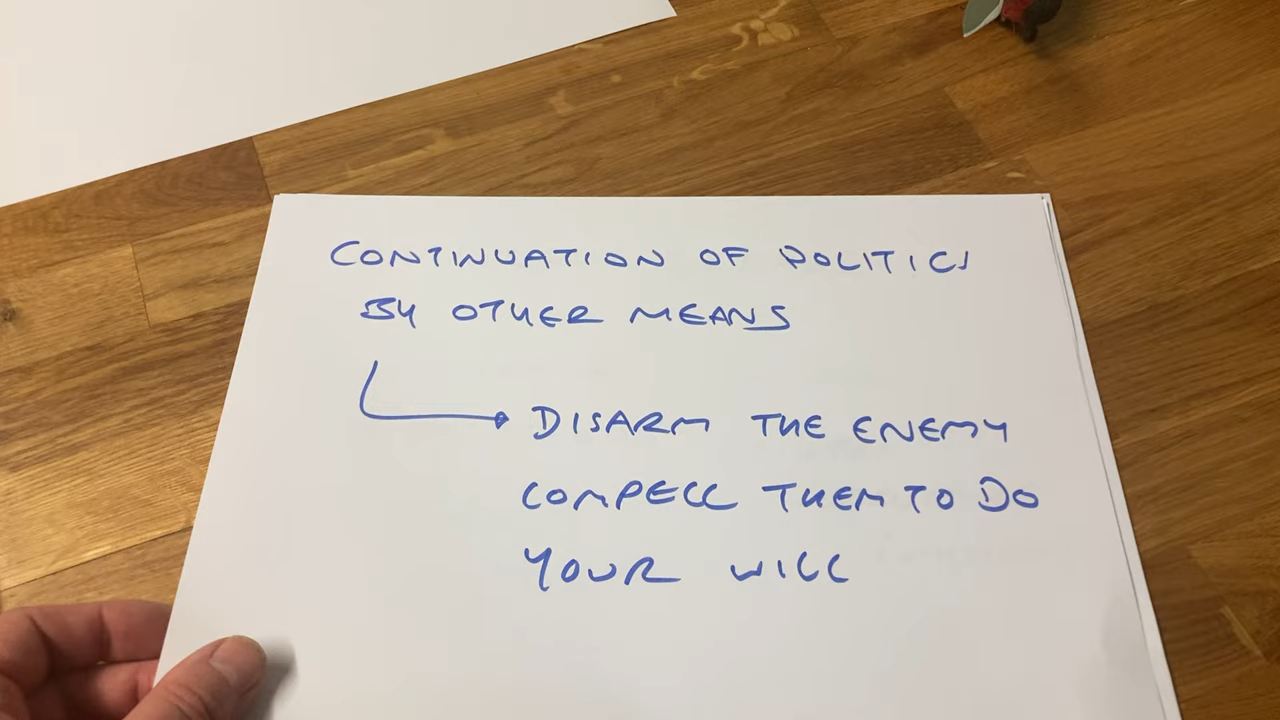 CONTINUATION OF POLITICS
BY OTHER MEANS
DISARM THE ENEMY
COMPELL THEM TO DO
YOUR WILL